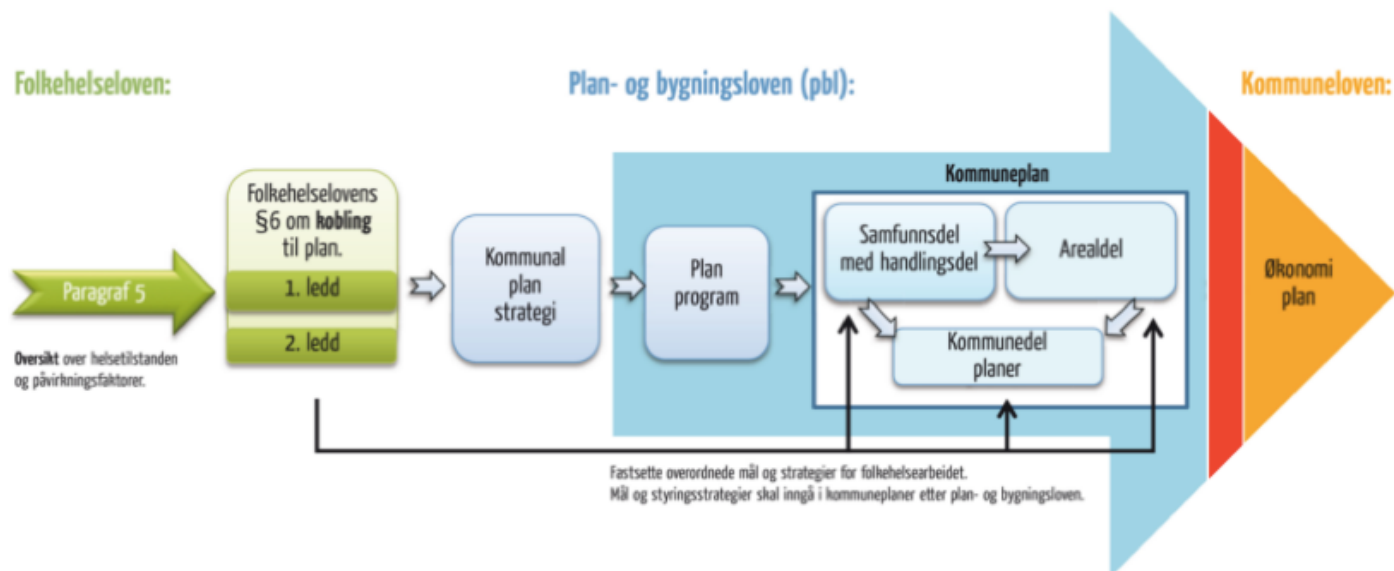 Folkehelseloven:
Plan- og bygningsloven (pbl):
Kommuneloven:
Paragraf 5
Oversikt over helsetilstanden
og påvirkningsfaktorer.
Folkehelselovens
§6 om kobling
til plan.
1. ledd
2. ledd
Kommunal
plan
strategi
Plan
program
Kommuneplan
Samfunnsdel
med handlingsdel
Arealdel
Kommunedel
planer
Økonomi
plan
Fastsette overordnede mål og strategier for folkehelsearbeidet.
Mål og styringsstrategier skal inngå i kommuneplaner etter plan- og bygningsloven.